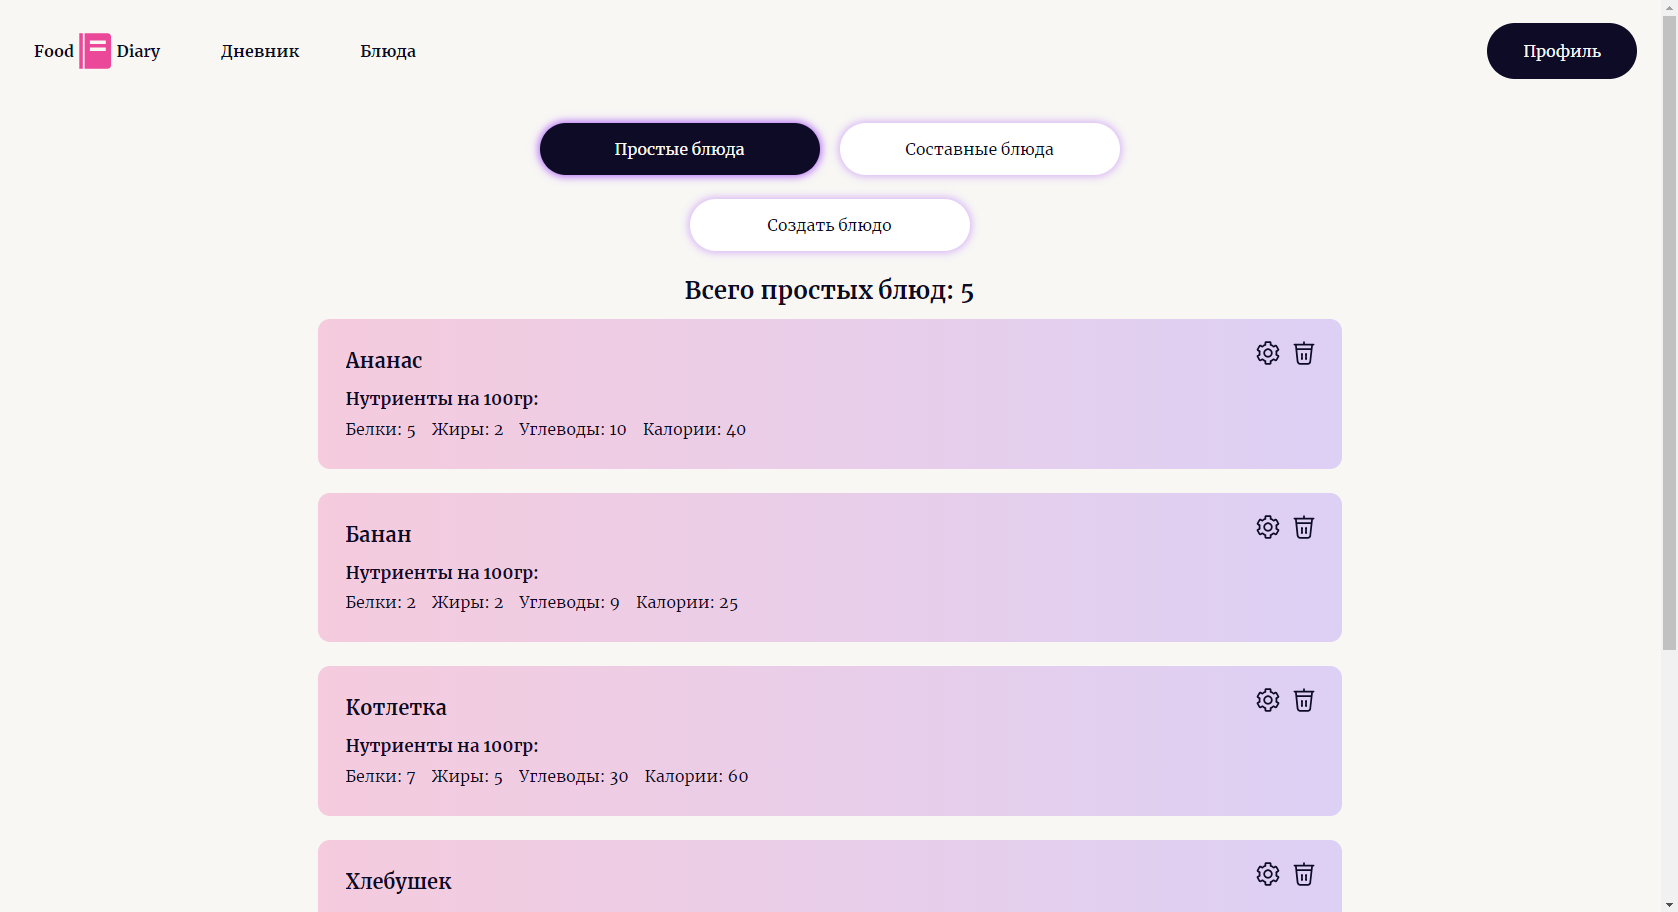 Food Diary Дневник Блюда Профиль
Простые блюда Составные блюда
Создать блюдо
Всего простых блюд: 5
Ананас
Нутриенты на 100гр:
Белки: 5 Жиры: 2 Углеводы: 10 Калории: 40
Банан
Нутриенты на 100гр:
Белки: 2 Жиры: 2 Углеводы: 9 Калории: 25
Котлетка
Нутриенты на 100гр:
Белки: 7 Жиры: 5 Углеводы: 30 Калории: 60
Хлебушек